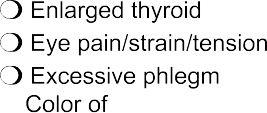 ❍ Enlarged thyroid
❍ Eye pain/strain/tension
❍ Excessive phlegm
Color of